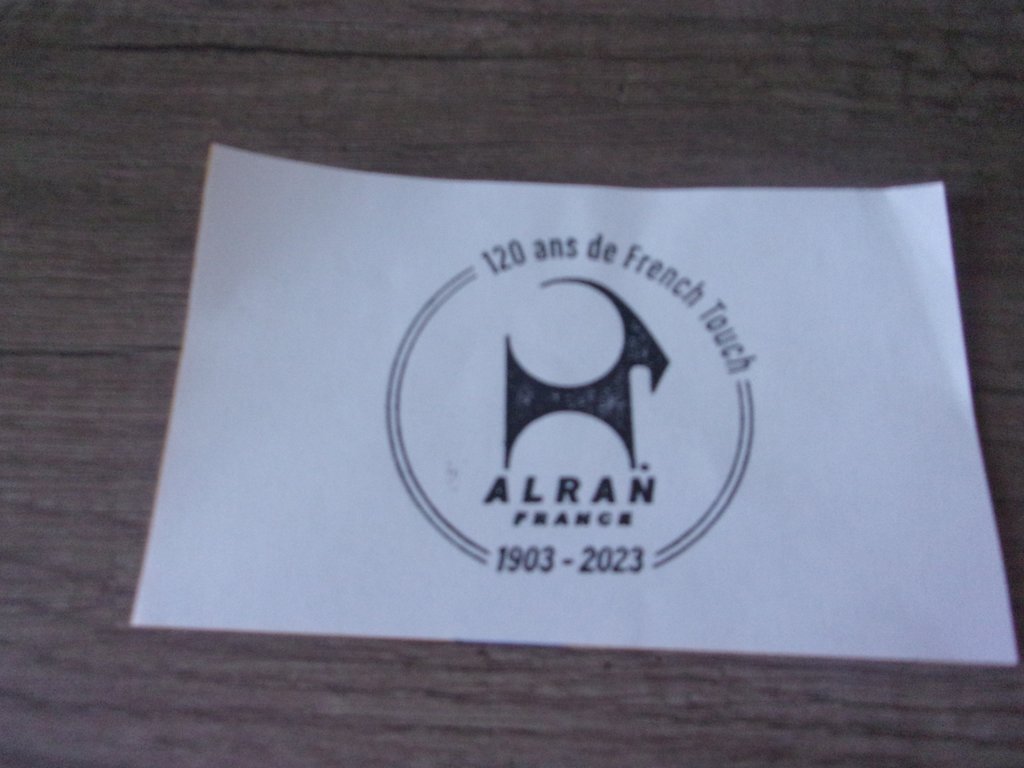 120 ans de French Touch
ALRAN
FRANCE
1903 - 2023